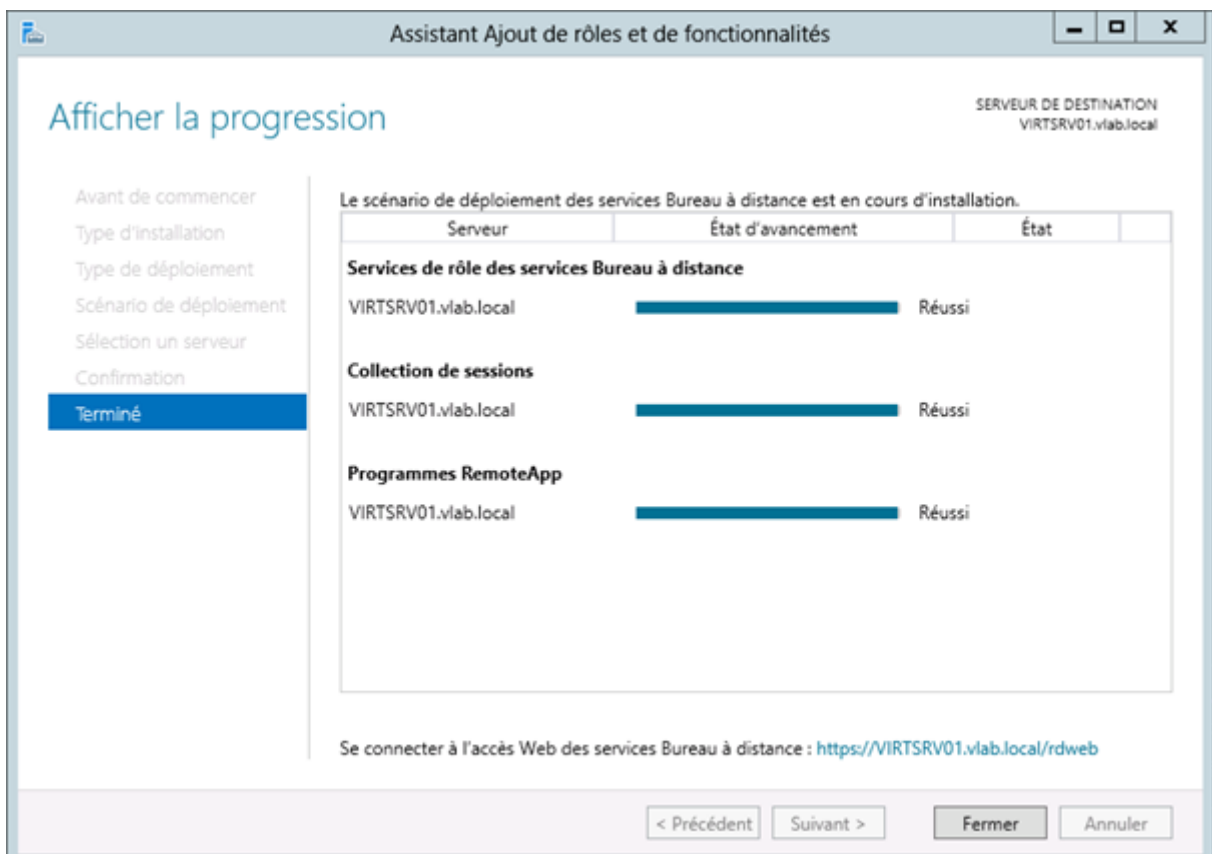 Assistant Ajout de rôles et de fonctionnalités
Afficher la progression
SERVEUR DE DESTINATION
VIRTSRV01.vlab.local
Avant de commencer
Type d'installation
Type de déploiement
Scénario de déploiement
Sélection un serveur
Confirmation
Terminé
Le scénario de déploiement des services Bureau à distance est en cours d'installation.
Serveur État d'avancement État
Services de rôle des services Bureau à distance
VIRTSRV01.vlab.local Réussi
Collection de sessions
VIRTSRV01.vlab.local Réussi
Programmes RemoteApp
VIRTSRV01.vlab.local Réussi
Se connecter à l'accès Web des services Bureau à distance : https://VIRTSRV01.vlab.local/rdweb
< Précédent Suivant > Fermer Annuler